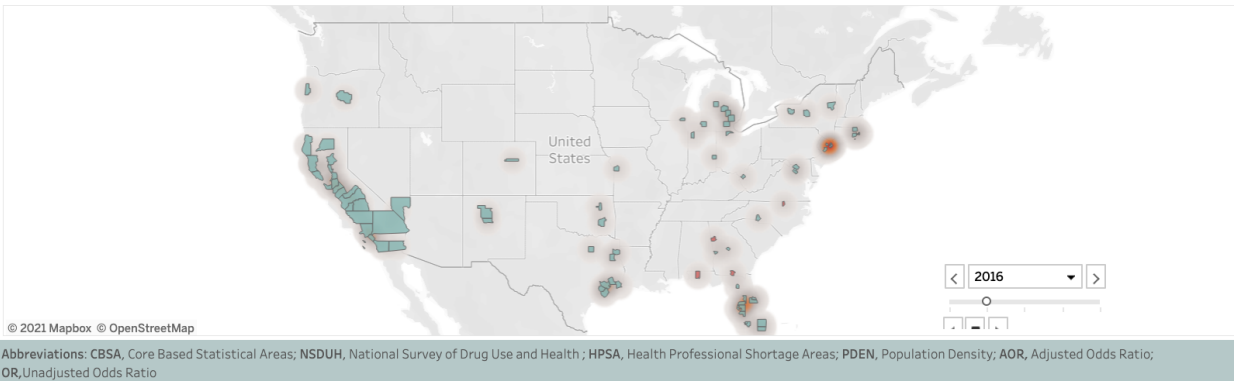 United
States
2016
© 2021 Mapbox © OpenStreetMap
Abbreviations: CBSA, Core Based Statistical Areas; NSDUH, National Survey of Drug Use and Health ; HPSA, Health Professional Shortage Areas; PDEN, Population Density; AOR, Adjusted Odds Ratio;
OR,Unadjusted Odds Ratio